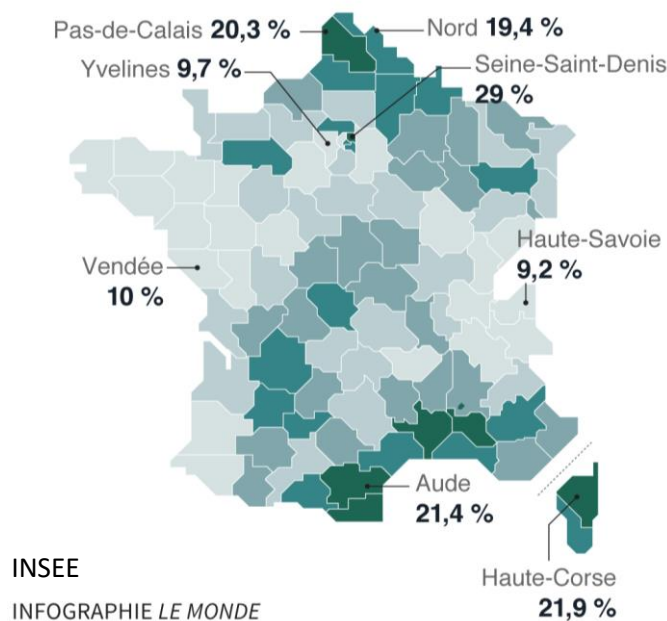 Pas-de-Calais 20,3 %
Nord 19,4 %
Yvelines 9,7 %
Seine-Saint-Denis
29 %
Haute-Savoie
9,2 %
Vendée
10 %
Aude
21,4 %
Haute-Corse
21,9 %
INSEE
INFOGRAPHIE LE MONDE